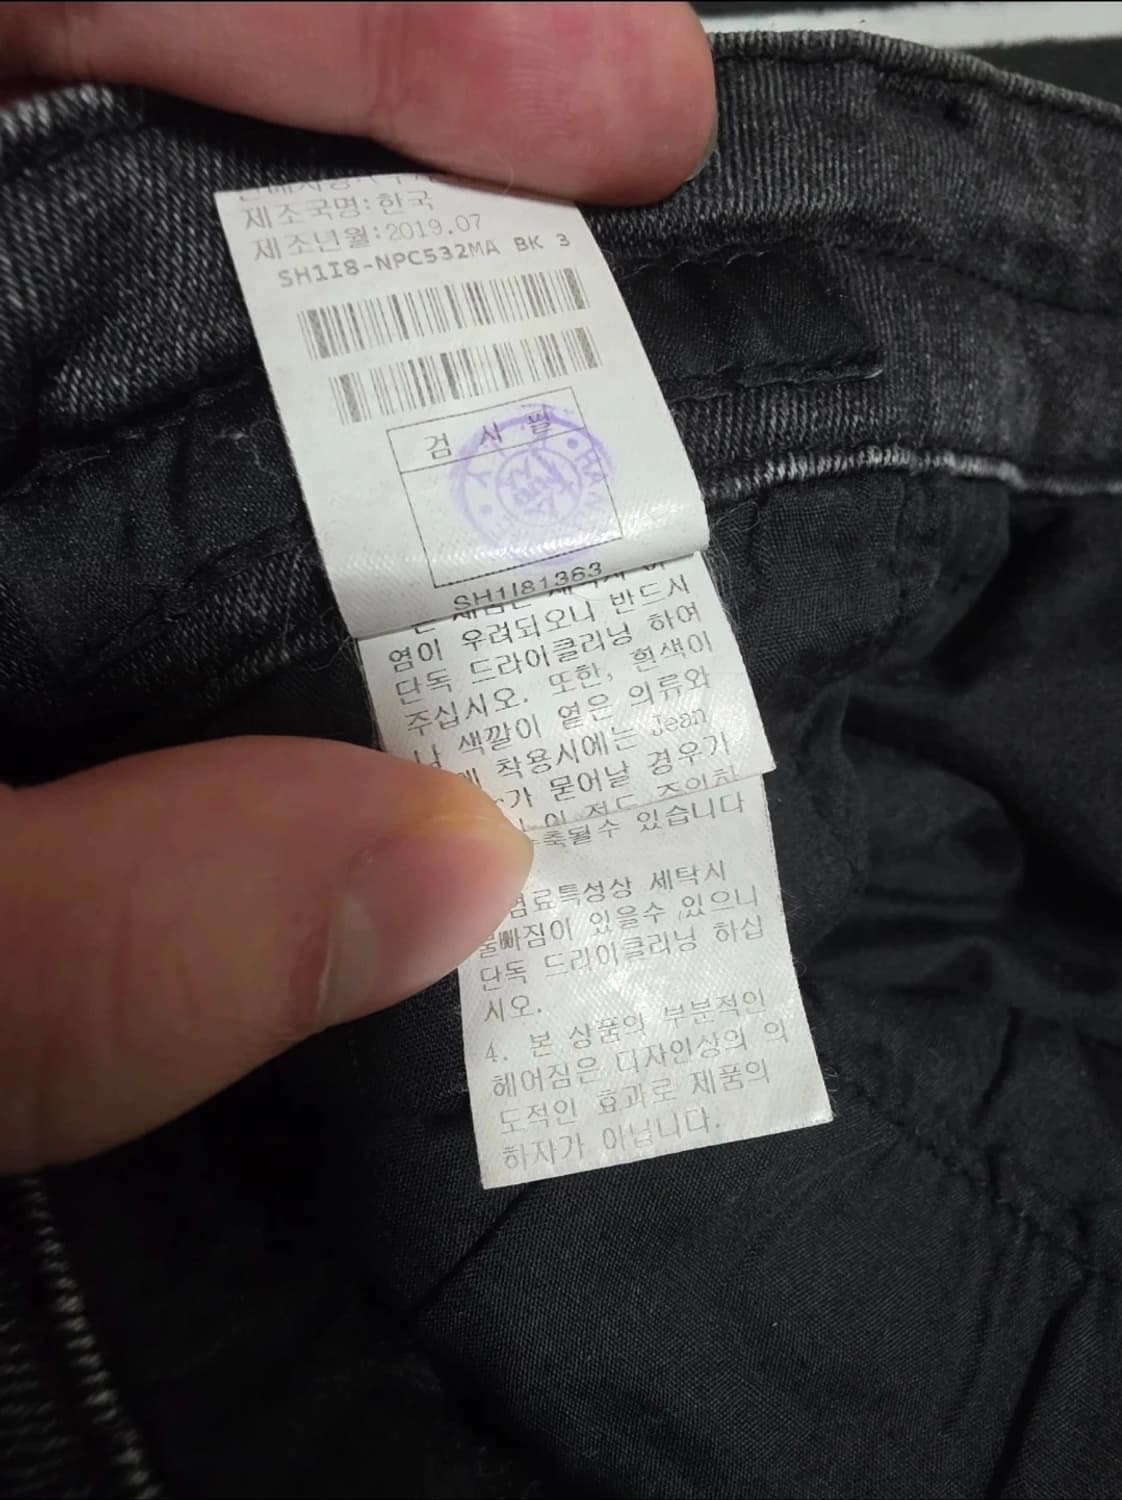 제조국명:한국
제조년월:2019.07
SH1I8-NPC532MA BK 3
검 사 필
SH1I81363
염이 우려되오니 반드시
단독 드라이클리닝 하여
주십시오. 또한, 흰색이
나 색깔이 옅은 의류와
착용시에는 Jean
가 묻어날 경우가
있습니다
염료특성상 세탁시
물빠짐이 있을수 있으니
단독 드라이클리닝 하십
시오.
4. 본 상품의 부분적인
헤어짐은 디자인상의 의
도적인 효과로 제품의
하자가 아닙니다.